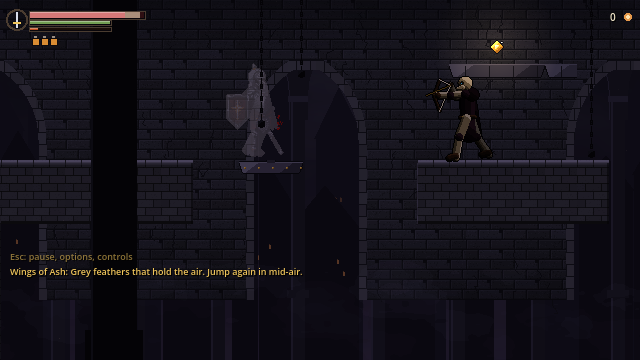 0
Esc: pause, options, controls
Wings of Ash: Grey feathers that hold the air. Jump again in mid-air.